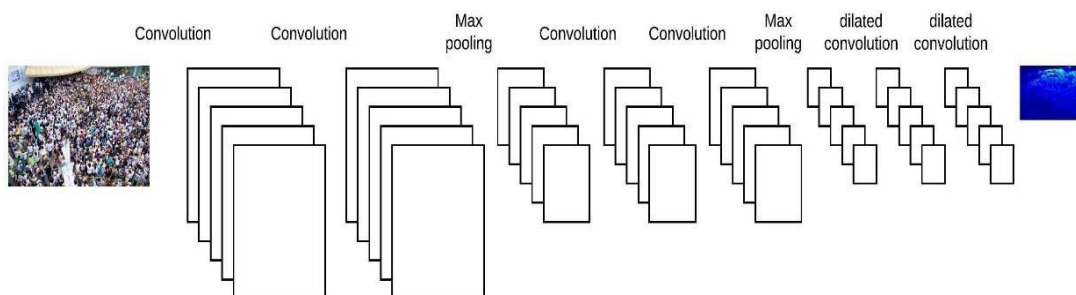 Convolution
Convolution
Max
pooling
Convolution
Convolution
Max
pooling
dilated
convolution
dilated
convolution